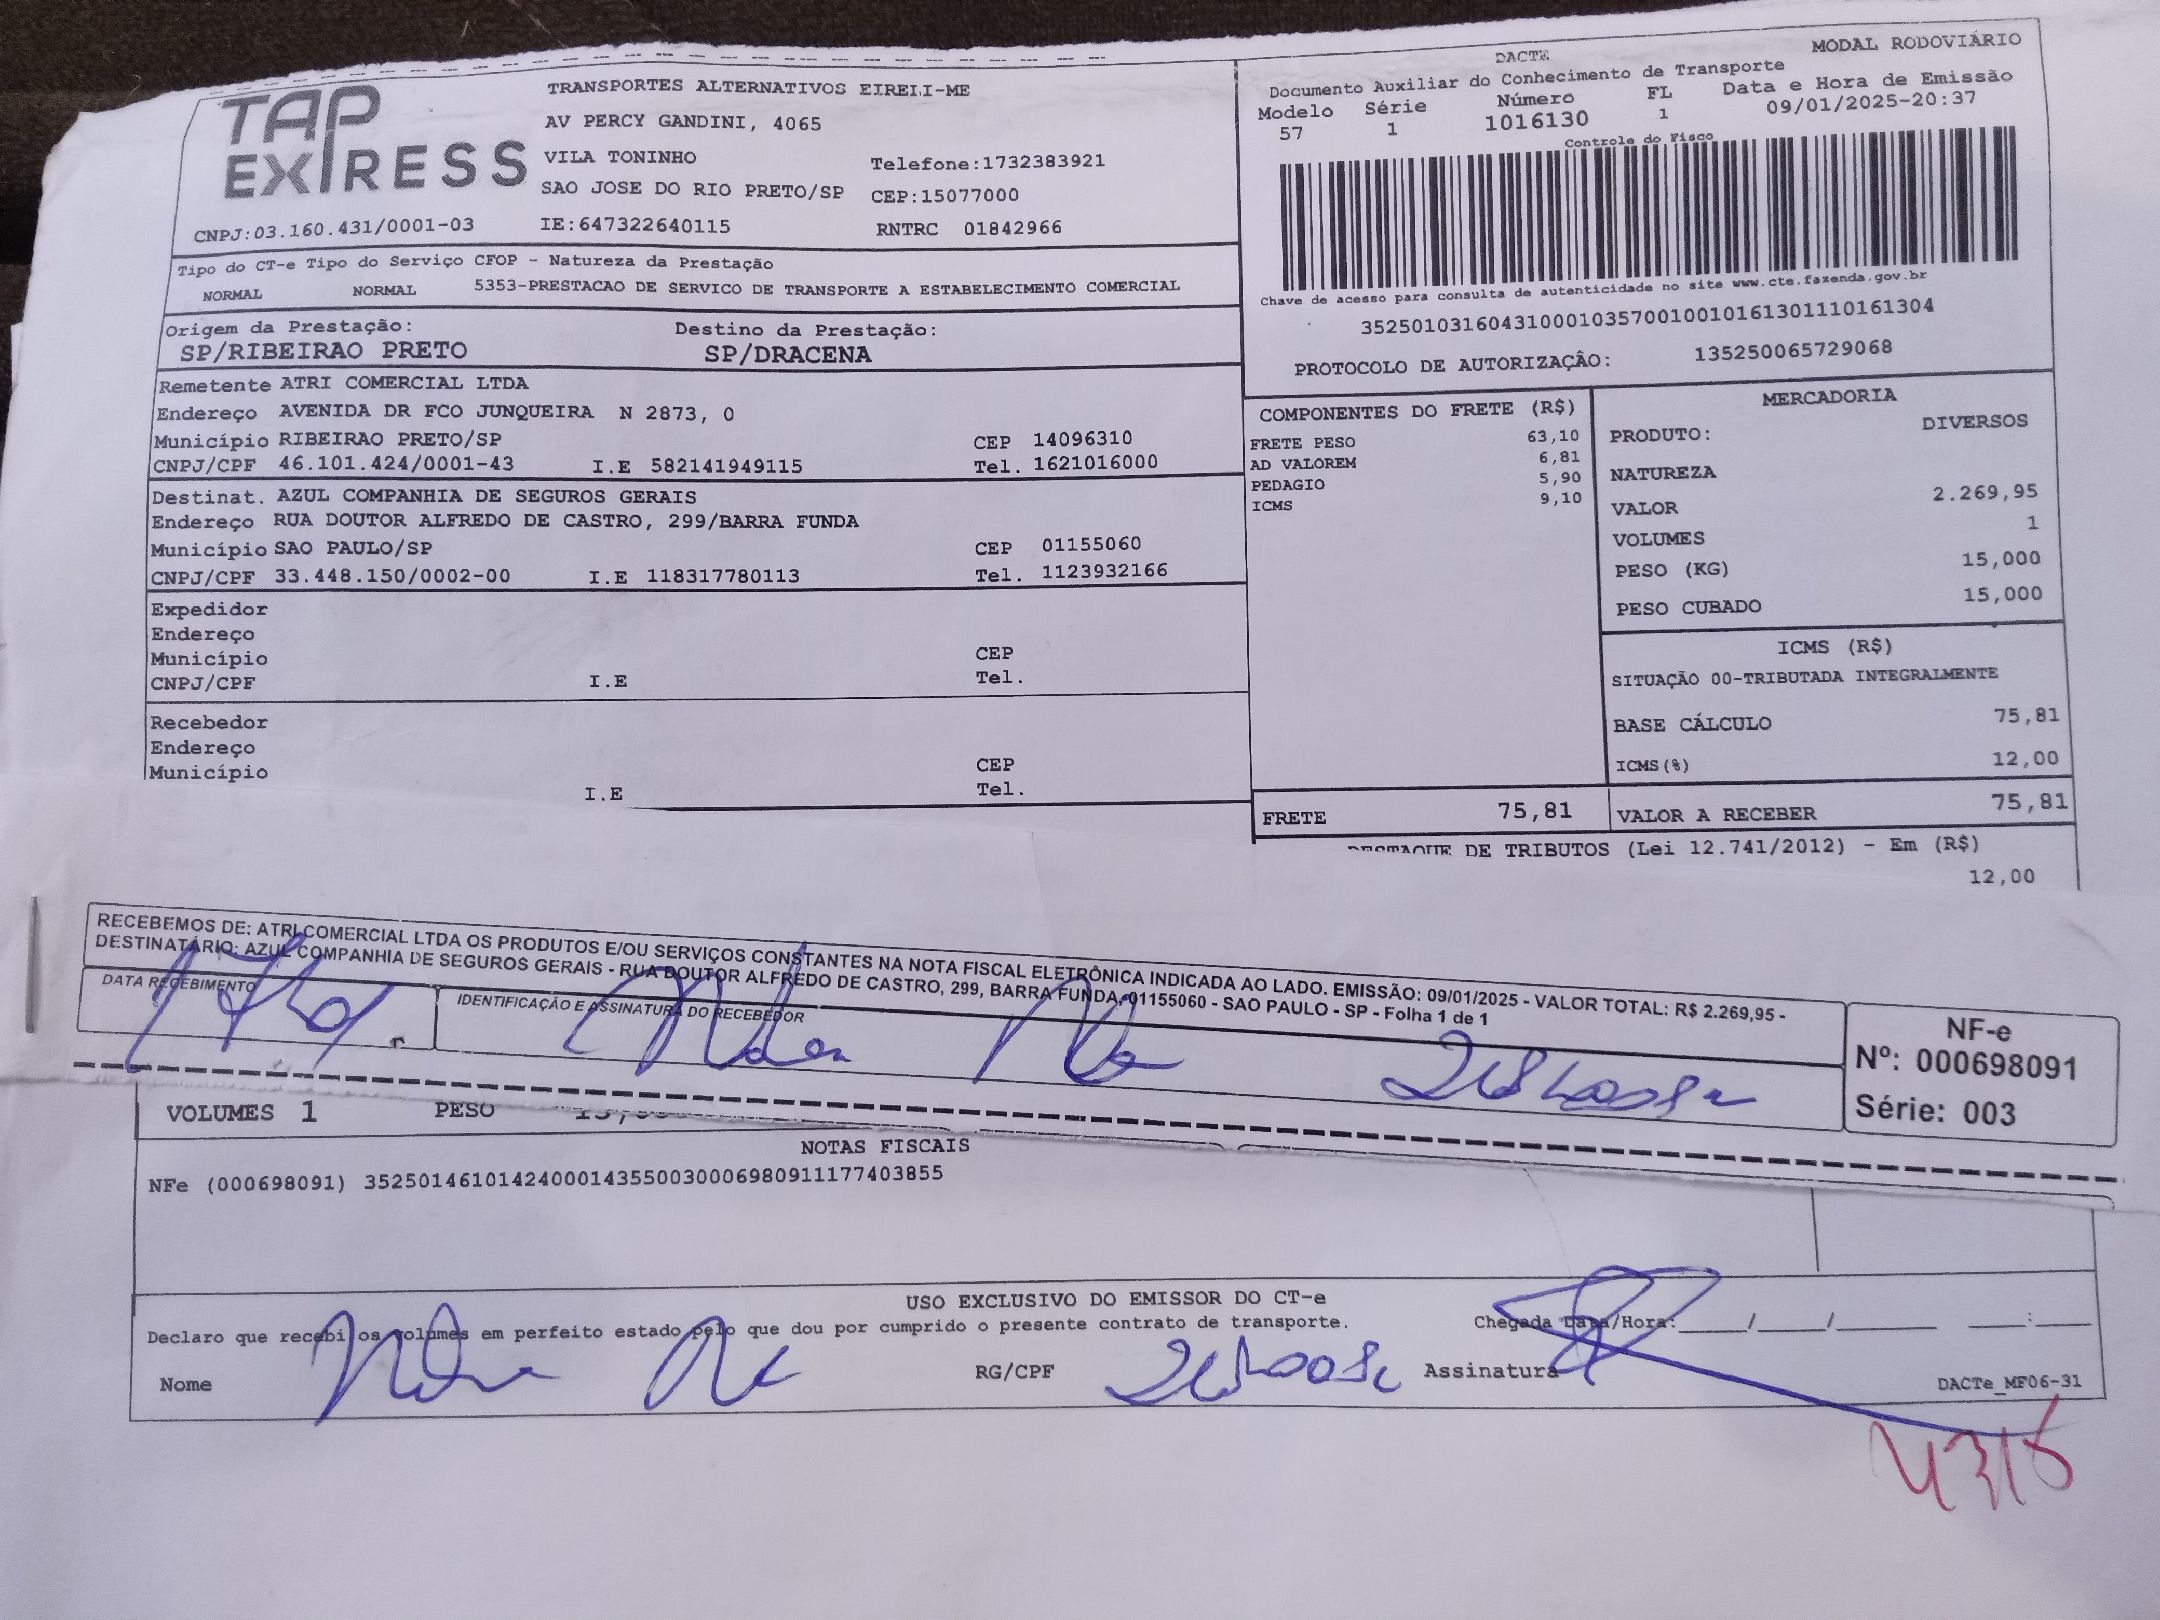 TAP EXPRESS
TRANSPORTES ALTERNATIVOS EIRELI-ME
AV PERCY GANDINI, 4065
VILA TONINHO Telefone:1732383921
SAO JOSE DO RIO PRETO/SP CEP:15077000
CNPJ:03.160.431/0001-03 IE:647322640115 RNTRC 01842966
DACTE MODAL RODOVIÁRIO
Documento Auxiliar do Conhecimento de Transporte
Modelo Série Número FL Data e Hora de Emissão
57 1 1016130 1 09/01/2025-20:37
Controle do Fisco
Chave de acesso para consulta de autenticidade no site www.cte.fazenda.gov.br
35250103160431000103570010010161301110161304
PROTOCOLO DE AUTORIZAÇÃO: 135250065729068
Tipo do CT-e Tipo do Serviço CFOP - Natureza da Prestação
NORMAL NORMAL 5353-PRESTACAO DE SERVICO DE TRANSPORTE A ESTABELECIMENTO COMERCIAL
Origem da Prestação: Destino da Prestação:
SP/RIBEIRAO PRETO SP/DRACENA
Remetente ATRI COMERCIAL LTDA
Endereço AVENIDA DR FCO JUNQUEIRA N 2873, 0
Município RIBEIRAO PRETO/SP CEP 14096310
CNPJ/CPF 46.101.424/0001-43 I.E 582141949115 Tel. 1621016000
Destinat. AZUL COMPANHIA DE SEGUROS GERAIS
Endereço RUA DOUTOR ALFREDO DE CASTRO, 299/BARRA FUNDA
Município SAO PAULO/SP CEP 01155060
CNPJ/CPF 33.448.150/0002-00 I.E 118317780113 Tel. 1123932166
Expedidor
Endereço
Município CEP
CNPJ/CPF I.E Tel.
Recebedor
Endereço
Município CEP
I.E Tel.
COMPONENTES DO FRETE (R$)
FRETE PESO 63,10
AD VALOREM 6,81
PEDAGIO 5,90
ICMS 9,10
MERCADORIA
PRODUTO: DIVERSOS
NATUREZA
VALOR 2.269,95
VOLUMES 1
PESO (KG) 15,000
PESO CUBADO 15,000
ICMS (R$)
SITUAÇÃO 00-TRIBUTADA INTEGRALMENTE
BASE CÁLCULO 75,81
ICMS(%) 12,00
FRETE 75,81 VALOR A RECEBER 75,81
DESTAQUE DE TRIBUTOS (Lei 12.741/2012) - Em (R$)
12,00
RECEBEMOS DE: ATRI COMERCIAL LTDA OS PRODUTOS E/OU SERVIÇOS CONSTANTES NA NOTA FISCAL ELETRÔNICA INDICADA AO LADO. EMISSÃO: 09/01/2025 - VALOR TOTAL: R$ 2.269,95 -
DESTINATÁRIO: AZUL COMPANHIA DE SEGUROS GERAIS - RUA DOUTOR ALFREDO DE CASTRO, 299, BARRA FUNDA, 01155060 - SAO PAULO - SP - Folha 1 de 1
DATA RECEBIMENTO IDENTIFICAÇÃO E ASSINATURA DO RECEBEDOR
NF-e
Nº: 000698091
Série: 003
VOLUMES 1 PESO
NOTAS FISCAIS
NFe (000698091) 35250146101424000143550030006980911177403855
USO EXCLUSIVO DO EMISSOR DO CT-e
Declaro que recebi os volumes em perfeito estado pelo que dou por cumprido o presente contrato de transporte. Chegada Data/Hora:____/____/______ ___:___
Nome RG/CPF Assinatura
DACTe_MF06-31